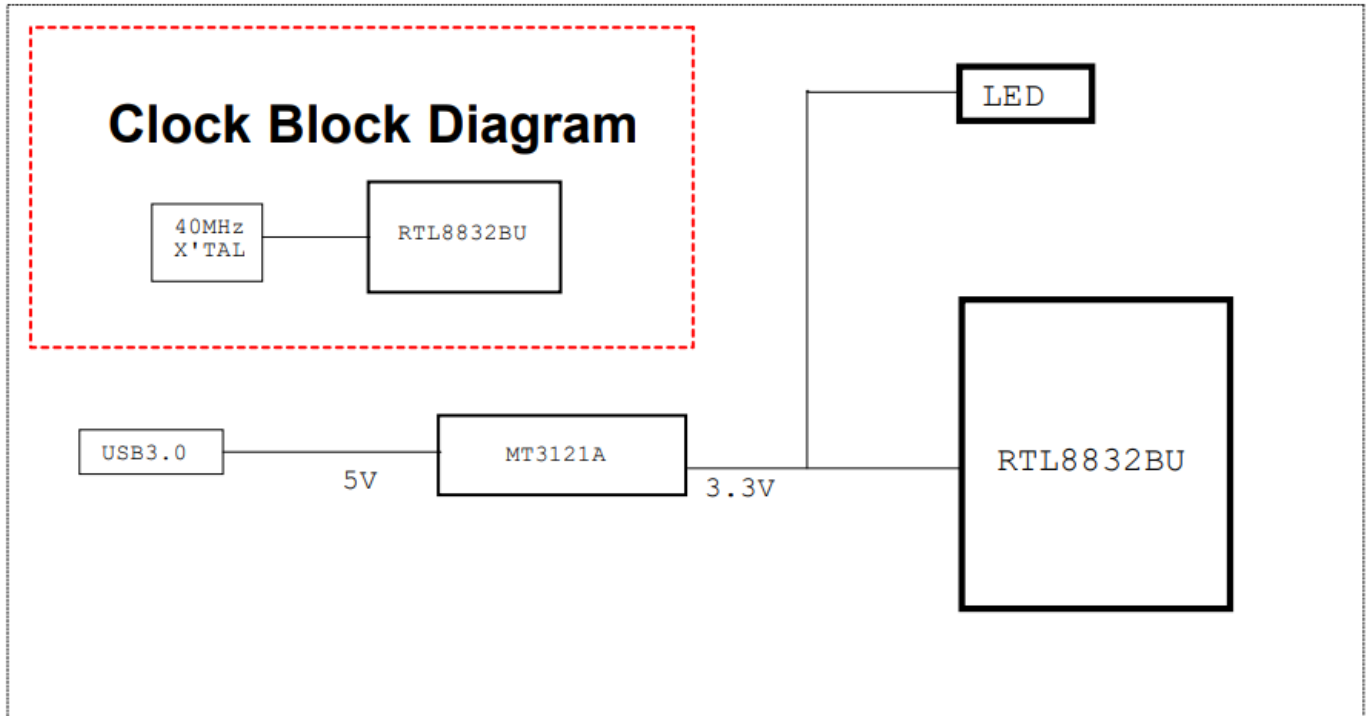 Clock Block Diagram
40MHz
X'TAL
RTL8832BU
LED
USB3.0
5V
MT3121A
3.3V
RTL8832BU